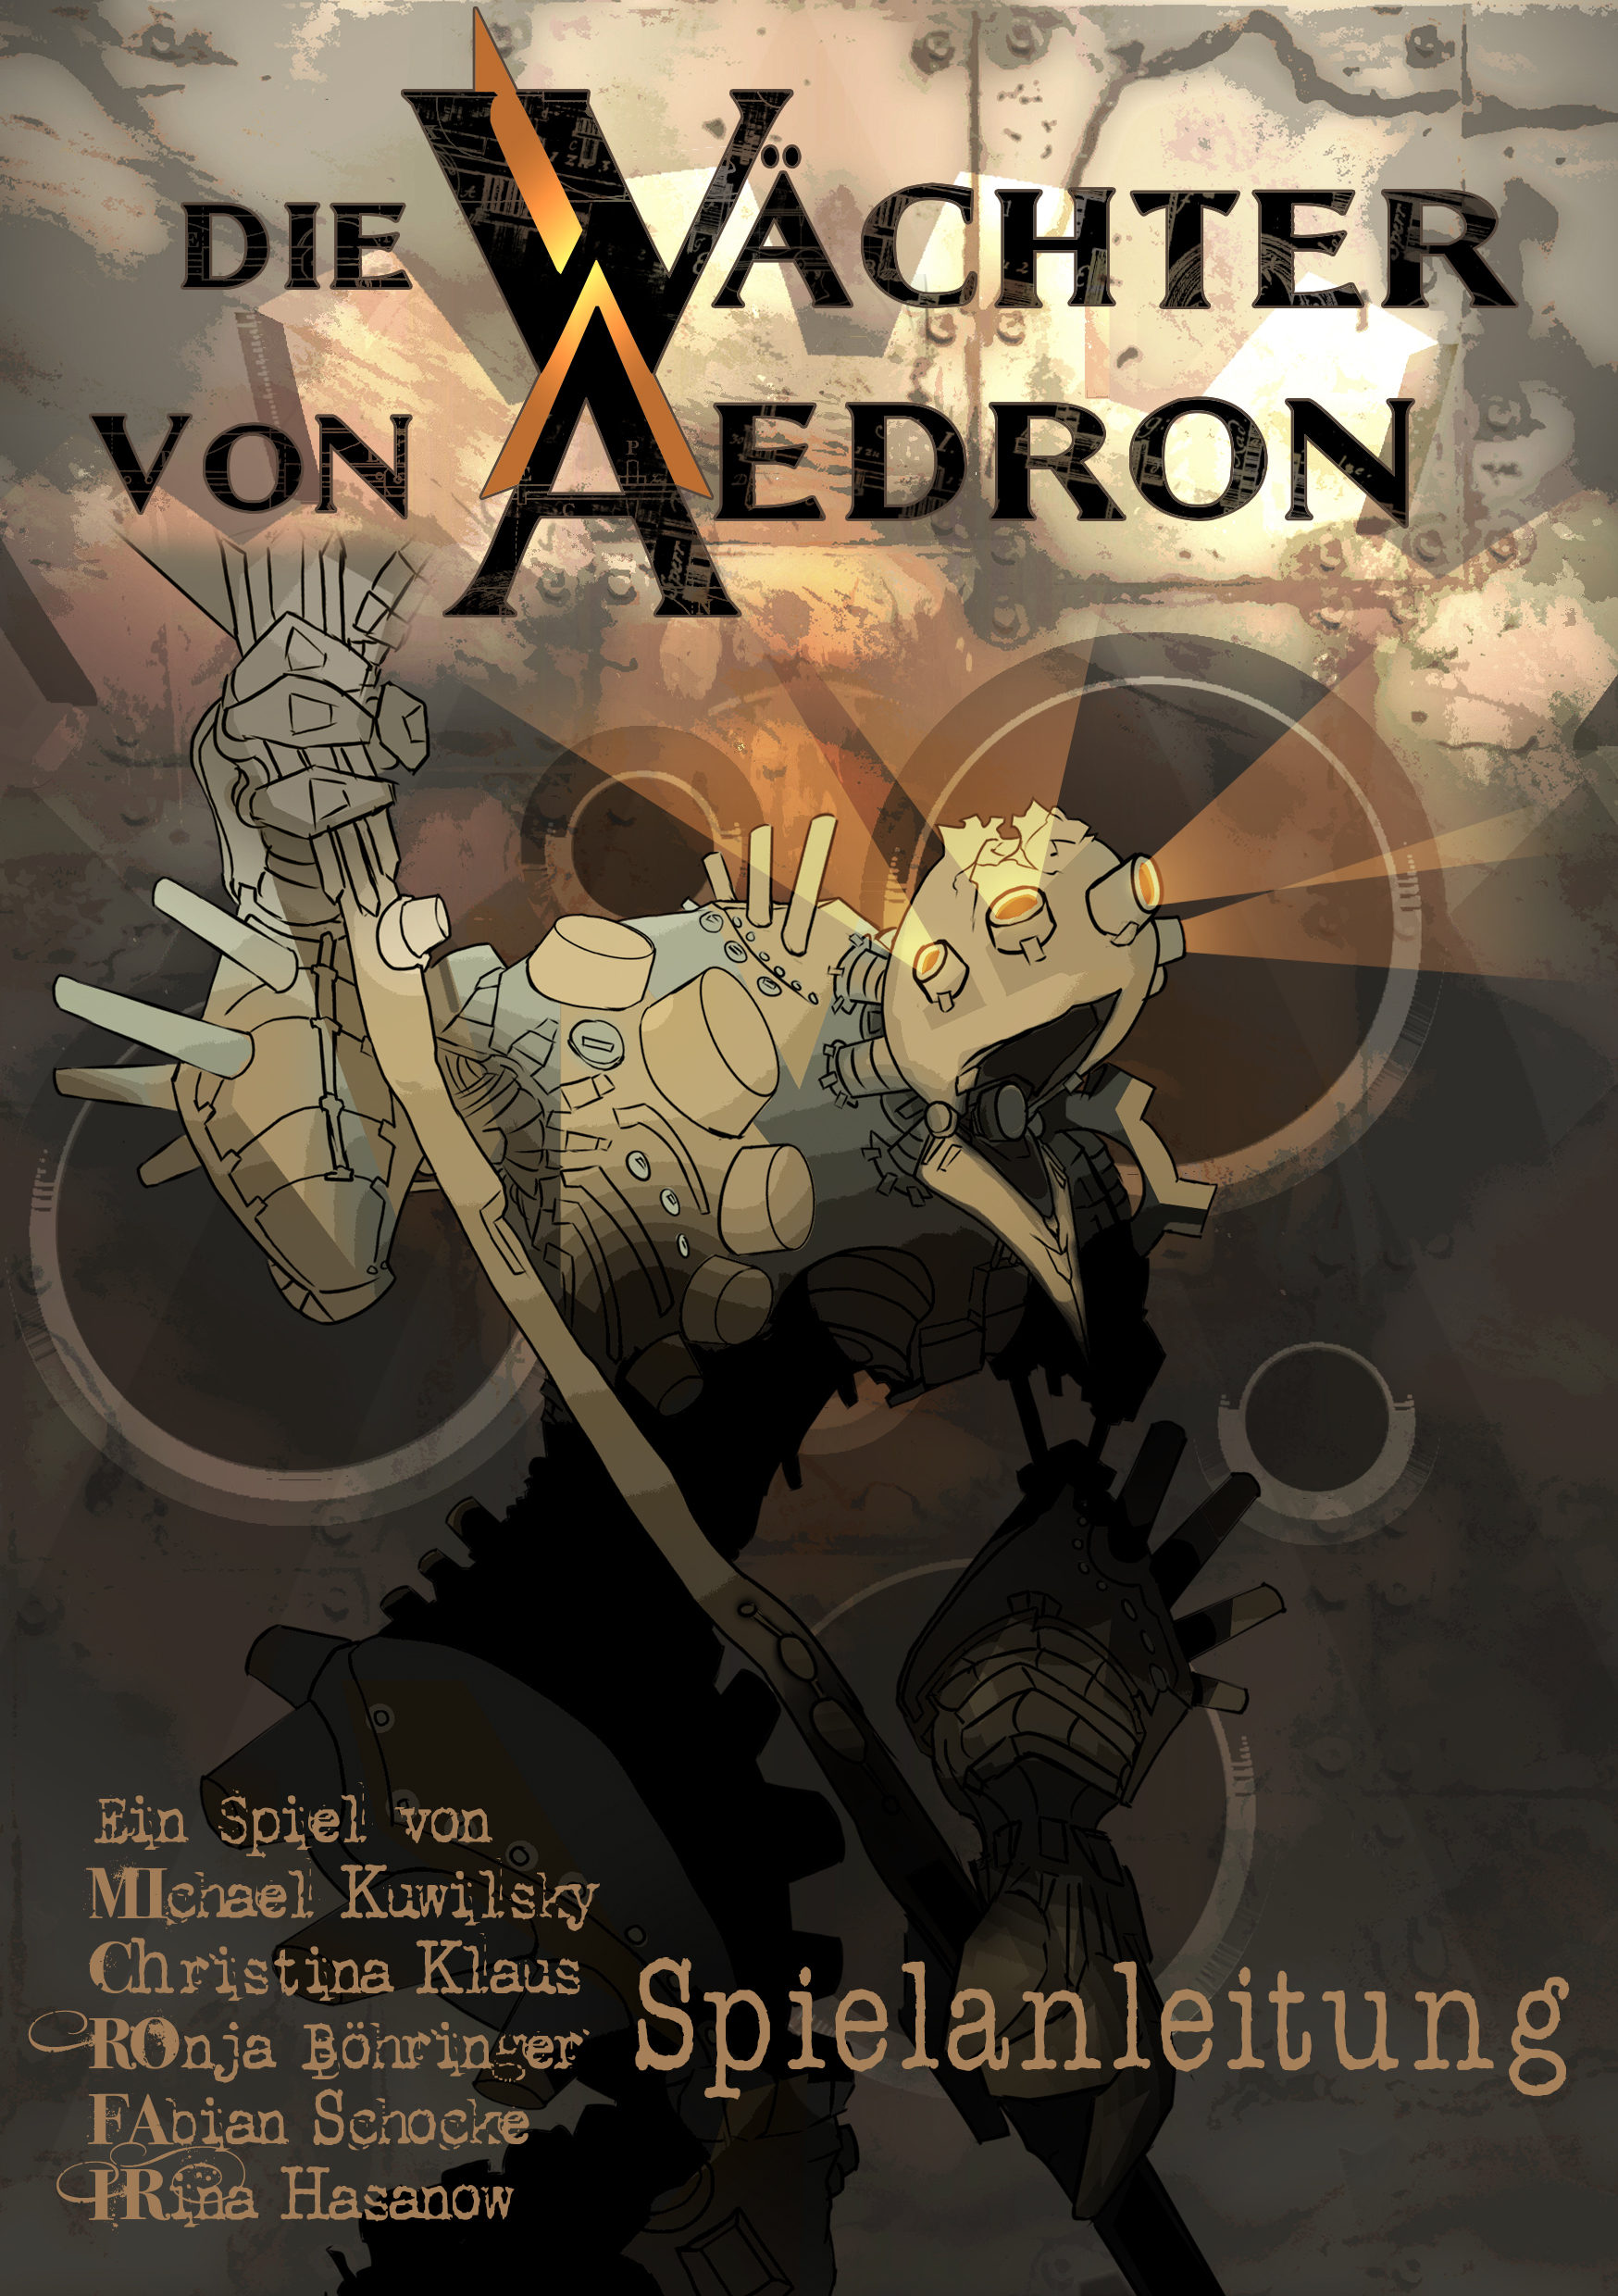 DIE WÄCHTER
VON AEDRON
Ein Spiel von
MIchael Kuwilsky
Christina Klaus
ROnja Böhringer
FAbian Schocke
IRina Hasanow
Spielanleitung